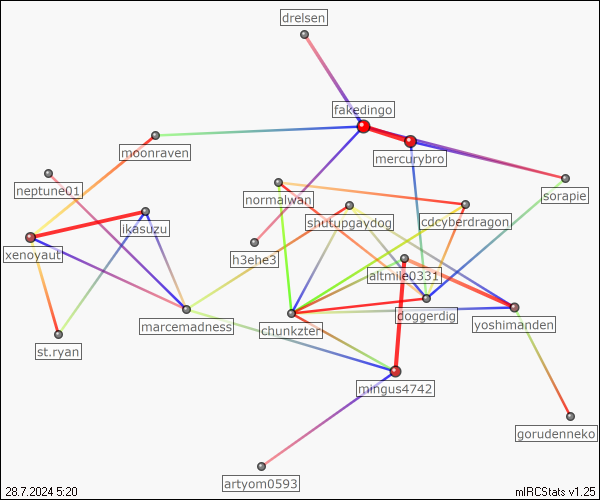 drelsen
fakedingo
mercurybro
moonraven
neptune01
normalwan
sorapie
shutupgaydog
cdcyberdragon
ikasuzu
xenoyaut
h3ehe3
altmile0331
doggerdig
yoshimanden
marcemadness
chunkzter
st.ryan
mingus4742
gorudenneko
artyom0593
28.7.2024 5:20
mIRCStats v1.25